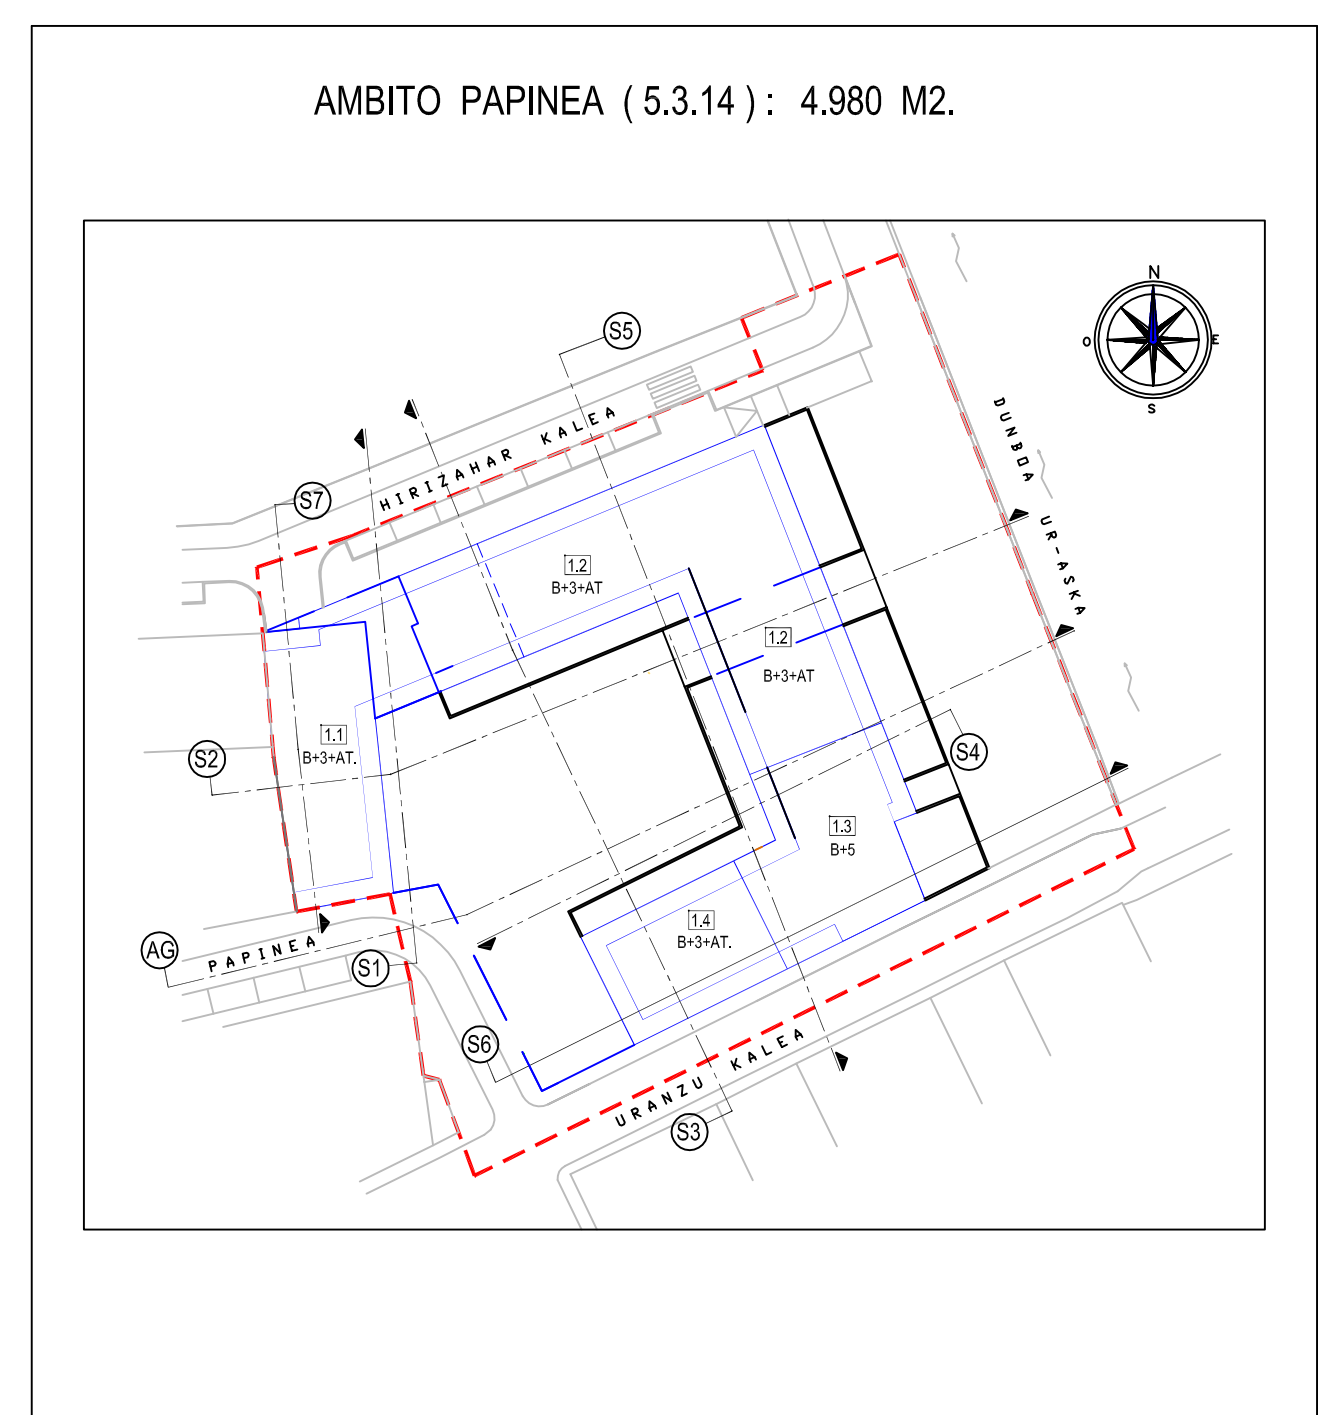 AMBITO PAPINEA ( 5.3.14 ) : 4.980 M2.
N
O
E
S
S5
HIRIZAHAR KALEA
DUNBOA UR-ASKA
S7
1.2
B+3+AT
1.2
B+3+AT
1.1
B+3+AT.
S2
S4
1.3
B+5
1.4
B+3+AT.
AG
PAPINEA
S1
S6
URANZU KALEA
S3